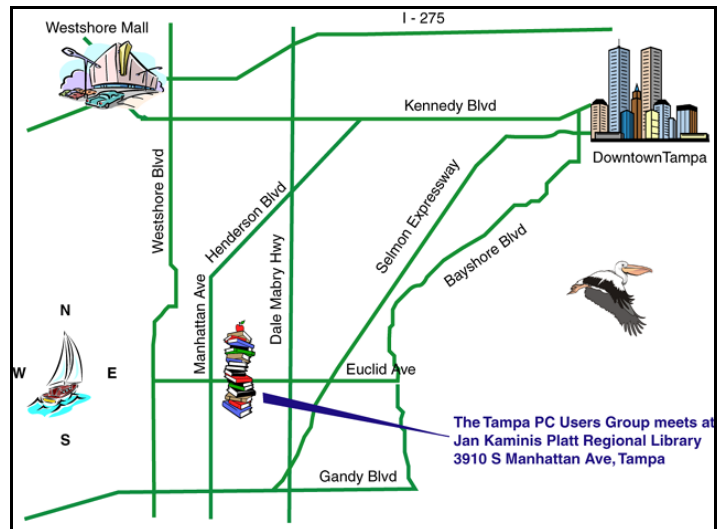 I - 275
Westshore Mall
Kennedy Blvd
DowntownTampa
Westshore Blvd
Henderson Blvd
Selmon Expressway
Bayshore Blvd
Manhattan Ave
Dale Mabry Hwy
N
W
E
S
Euclid Ave
The Tampa PC Users Group meets at
Jan Kaminis Platt Regional Library
3910 S Manhattan Ave, Tampa
Gandy Blvd